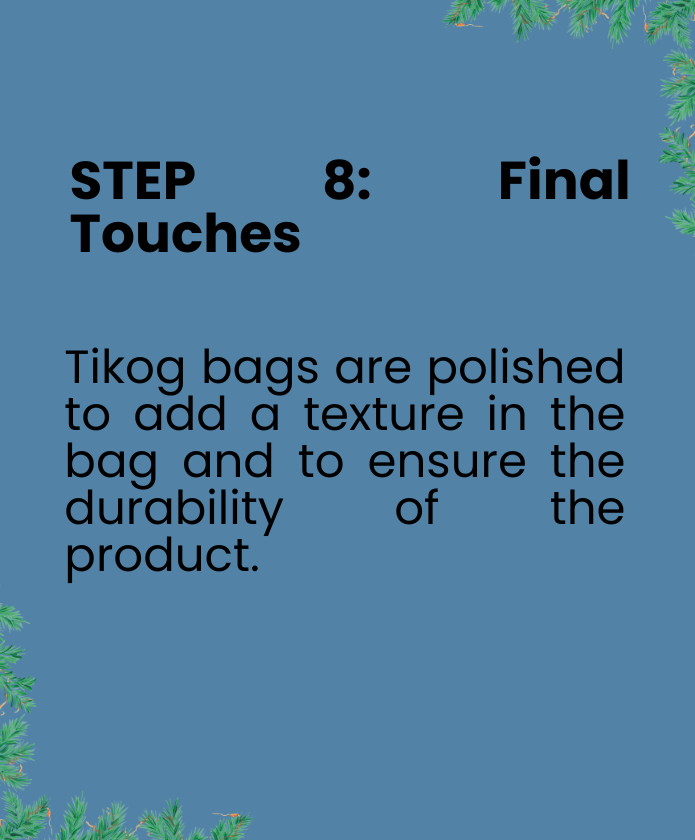 STEP 8: Final
Touches
Tikog bags are polished
to add a texture in the
bag and to ensure the
durability of the
product.